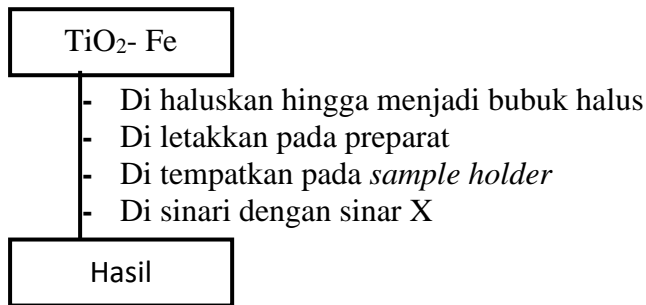 TiO₂- Fe
- Di haluskan hingga menjadi bubuk halus
- Di letakkan pada preparat
- Di tempatkan pada sample holder
- Di sinari dengan sinar X
Hasil